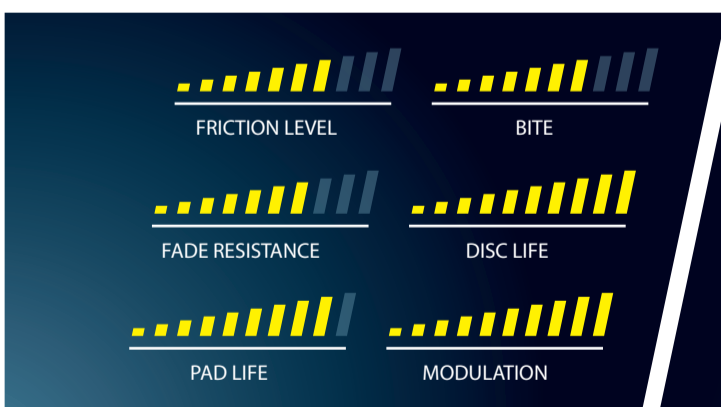 FRICTION LEVEL
BITE
FADE RESISTANCE
DISC LIFE
PAD LIFE
MODULATION